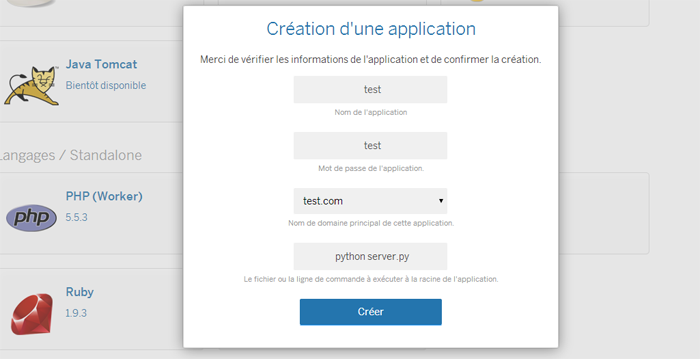 Création d'une application
Merci de vérifier les informations de l'application et de confirmer la création.
test
Nom de l'application
test
Mot de passe de l'application.
test.com
Nom de domaine principal de cette application.
python server.py
Le fichier ou la ligne de commande à exécuter à la racine de l'application.
Créer
Java Tomcat
Bientôt disponible
Langages / Standalone
PHP (Worker)
5.5.3
php
Ruby
1.9.3